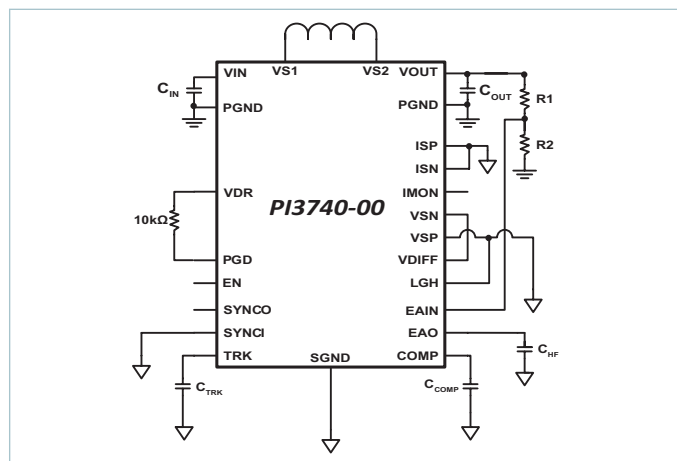 VS1
VS2
VIN
VOUT
CIN
COUT
R1
PGND
PGND
ISP
R2
ISN
VDR
IMON
10kΩ
PI3740-00
VSN
VSP
PGD
VDIFF
EN
LGH
SYNCO
EAIN
SYNCI
EAO
TRK
SGND
COMP
CHF
CTRK
CCOMP